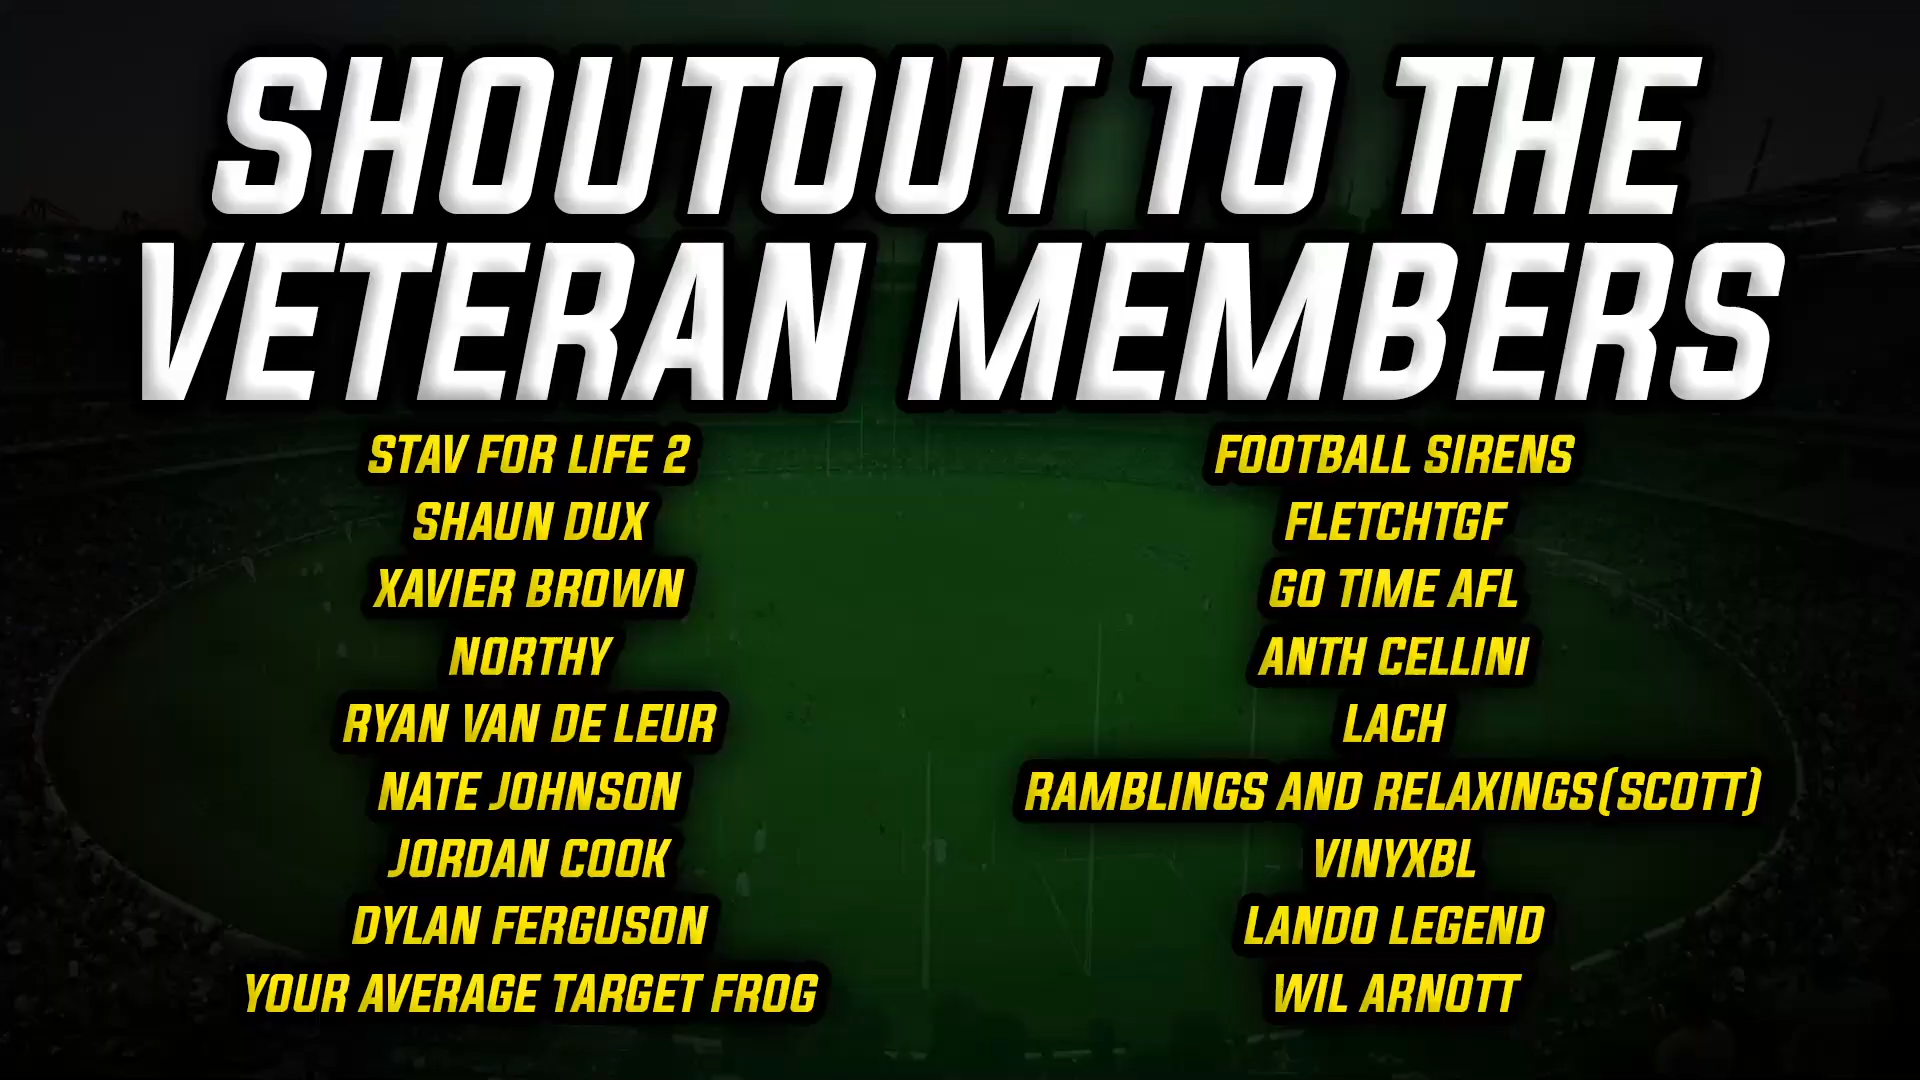 SHOUTOUT TO THE
VETERAN MEMBERS
STAV FOR LIFE 2
SHAUN DUX
XAVIER BROWN
NORTHY
RYAN VAN DE LEUR
NATE JOHNSON
JORDAN COOK
DYLAN FERGUSON
YOUR AVERAGE TARGET FROG
FOOTBALL SIRENS
FLETCHTGF
GO TIME AFL
ANTH CELLINI
LACH
RAMBLINGS AND RELAXINGS(SCOTT)
VINYXBL
LANDO LEGEND
WIL ARNOTT